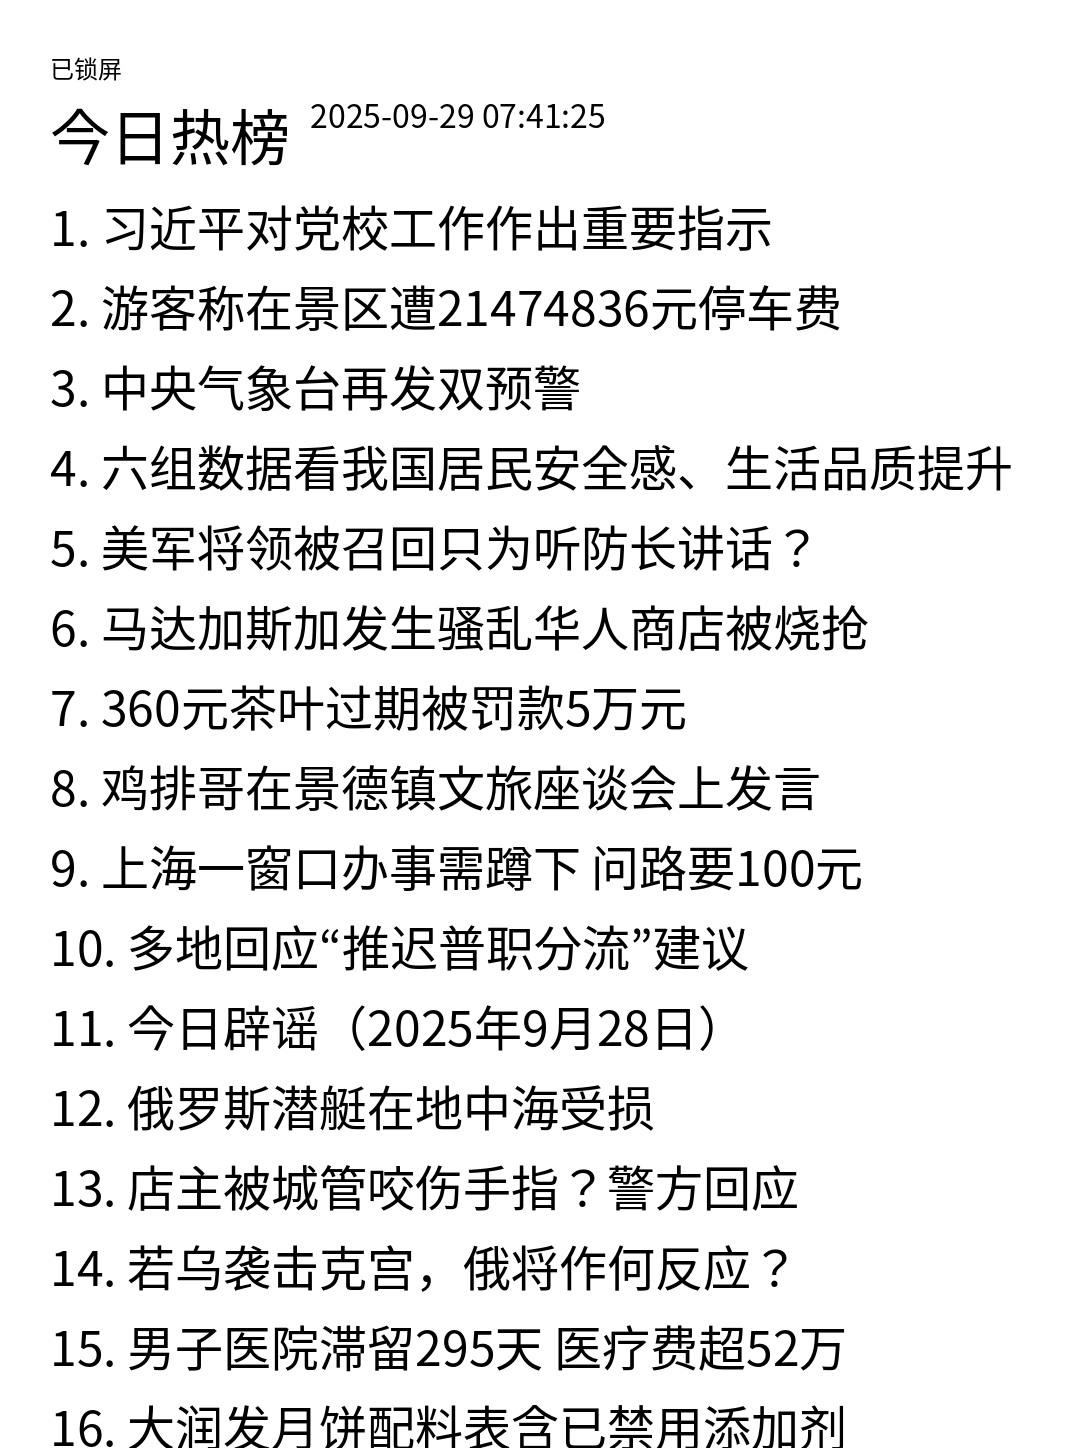 已锁屏
今日热榜 2025-09-29 07:41:25
1. 习近平对党校工作作出重要指示
2. 游客称在景区遭21474836元停车费
3. 中央气象台再发双预警
4. 六组数据看我国居民安全感、生活品质提升
5. 美军将领被召回只为听防长讲话？
6. 马达加斯加发生骚乱华人商店被烧抢
7. 360元茶叶过期被罚款5万元
8. 鸡排哥在景德镇文旅座谈会上发言
9. 上海一窗口办事需蹲下 问路要100元
10. 多地回应“推迟普职分流”建议
11. 今日辟谣（2025年9月28日）
12. 俄罗斯潜艇在地中海受损
13. 店主被城管咬伤手指？警方回应
14. 若乌袭击克宫，俄将作何反应？
15. 男子医院滞留295天 医疗费超52万
16. 大润发月饼配料表含已禁用添加剂